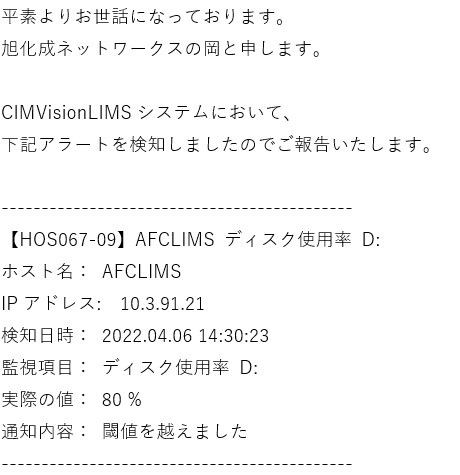 平素よりお世話になっております。
旭化成ネットワークスの岡と申します。
CIMVisionLIMS システムにおいて、
下記アラートを検知しましたのでご報告いたします。
--------------------------------------------
【HOS067-09】AFCLIMS ディスク使用率 D:
ホスト名： AFCLIMS
IP アドレス: 10.3.91.21
検知日時： 2022.04.06 14:30:23
監視項目： ディスク使用率 D:
実際の値： 80 %
通知内容： 閾値を越えました
--------------------------------------------